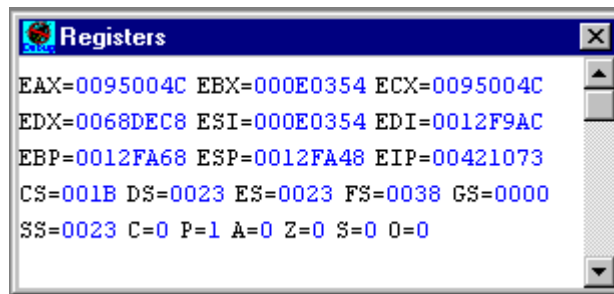 Registers
EAX=0095004C EBX=000E0354 ECX=0095004C
EDX=0068DEC8 ESI=000E0354 EDI=0012F9AC
EBP=0012FA68 ESP=0012FA48 EIP=00421073
CS=001B DS=0023 ES=0023 FS=0038 GS=0000
SS=0023 C=0 P=1 A=0 Z=0 S=0 O=0